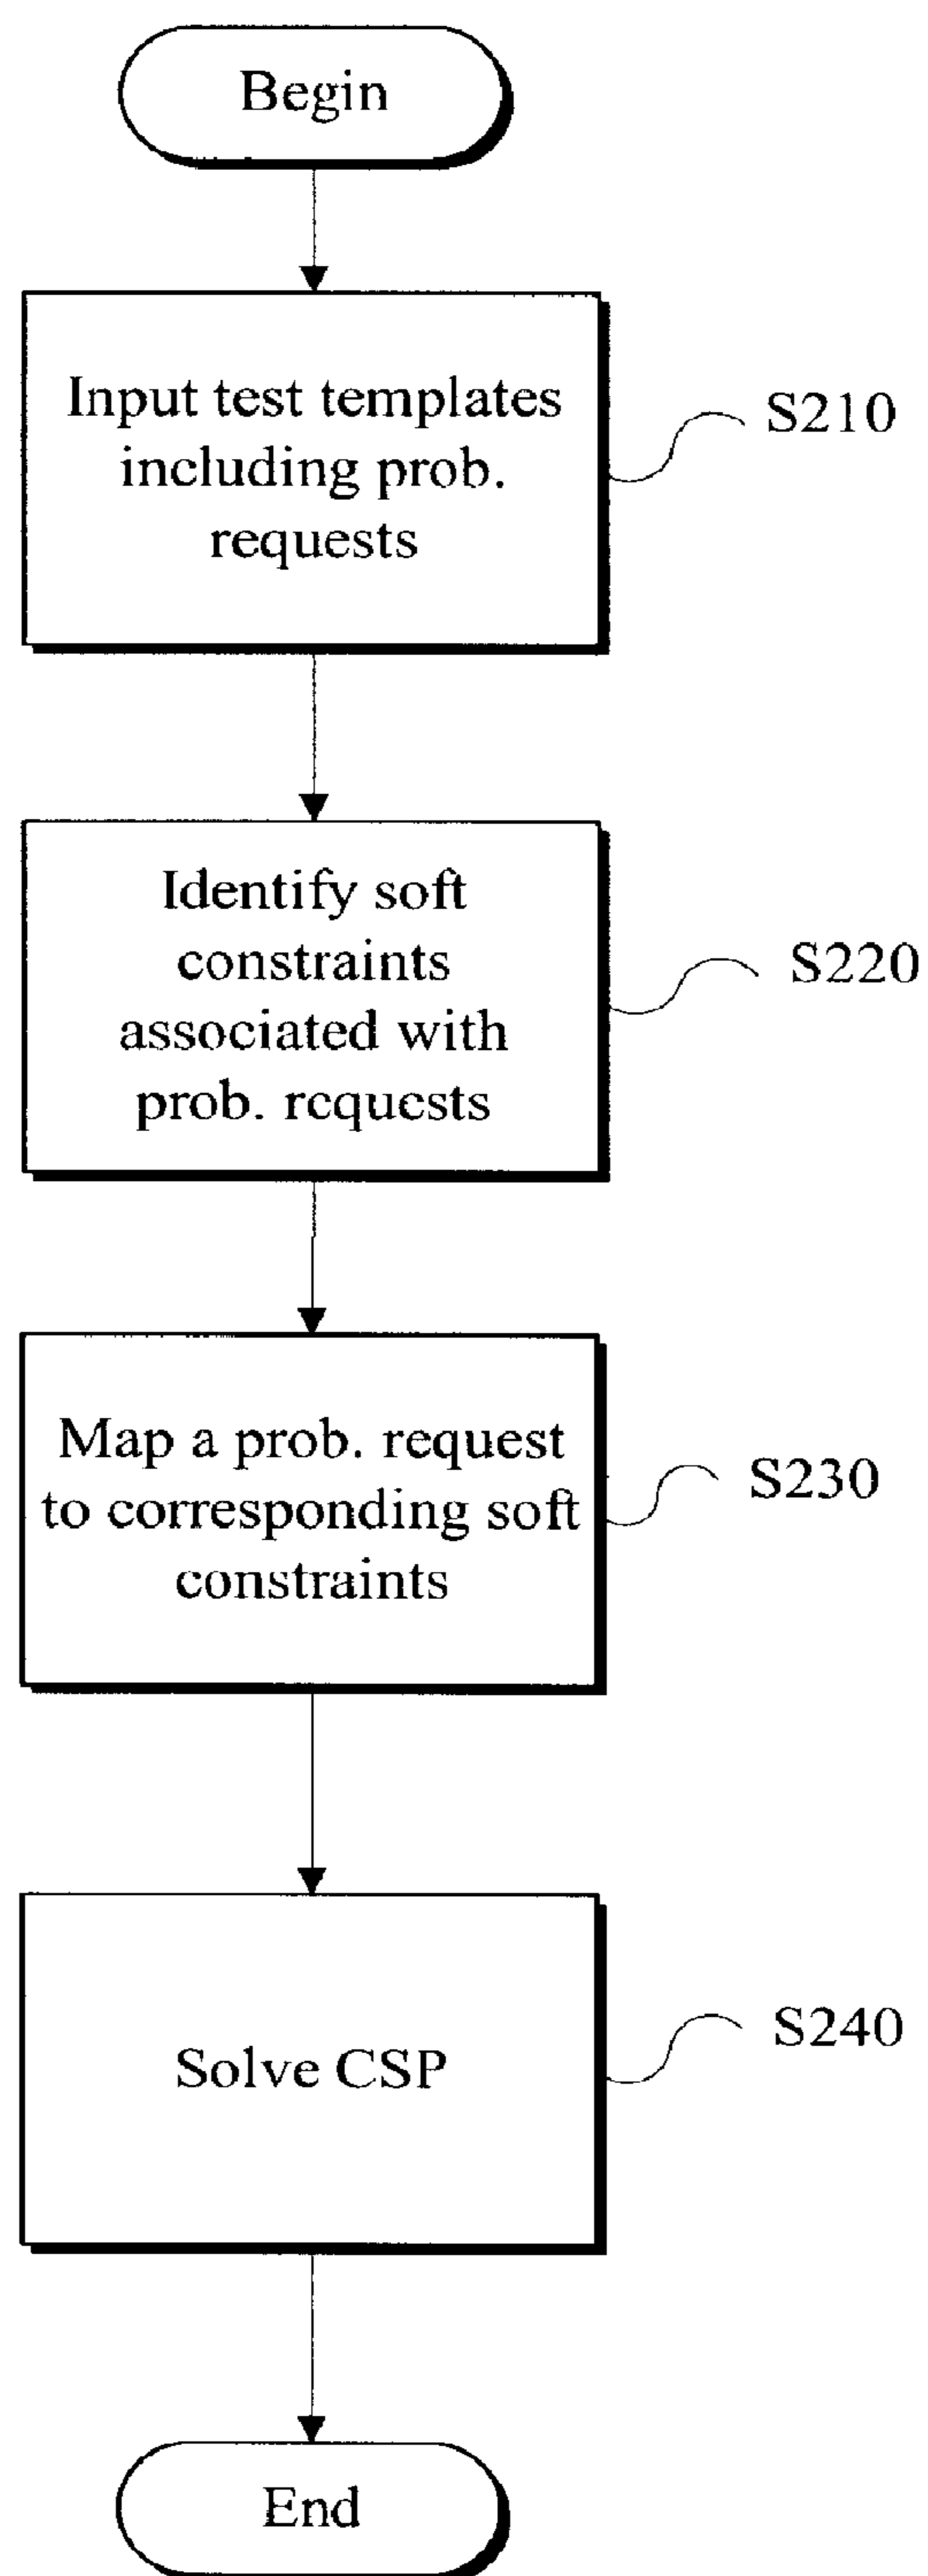 Begin
Input test templates
including prob.
requests
S210
Identify soft
constraints
associated with
prob. requests
S220
Map a prob. request
to corresponding soft
constraints
S230
Solve CSP
S240
End